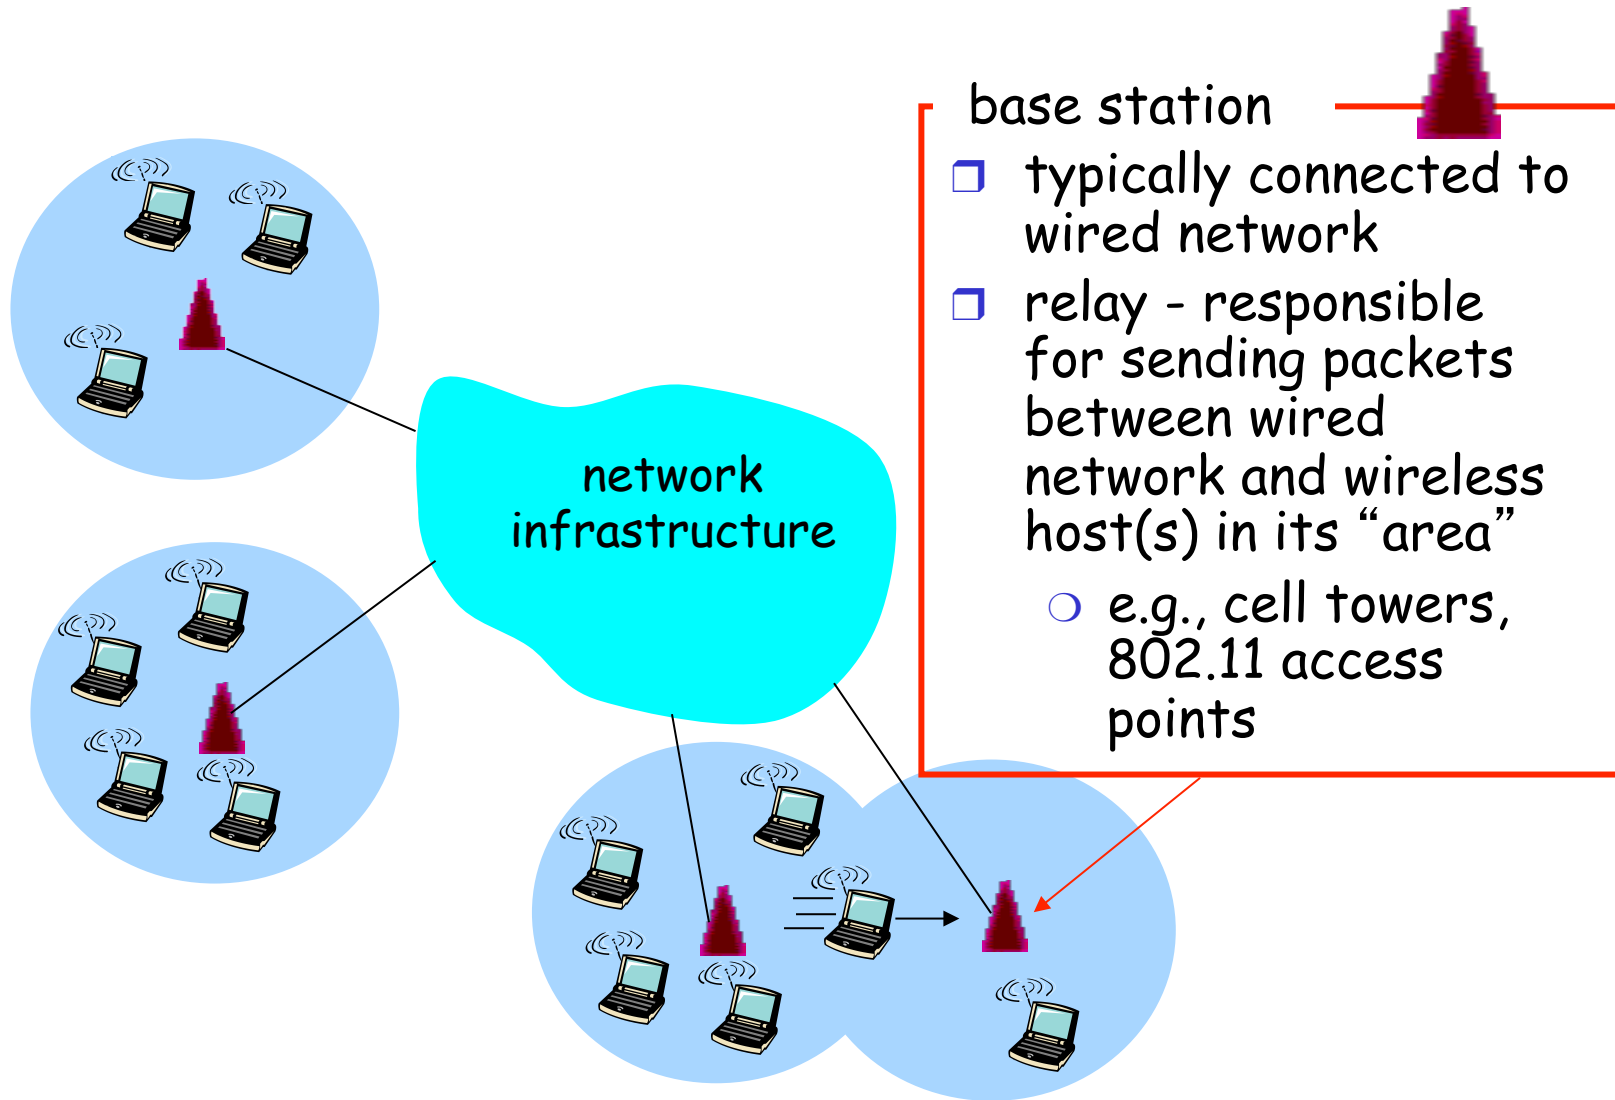 base station
typically connected to
wired network
relay - responsible
for sending packets
between wired
network and wireless
host(s) in its “area”
e.g., cell towers,
802.11 access
points
network
infrastructure